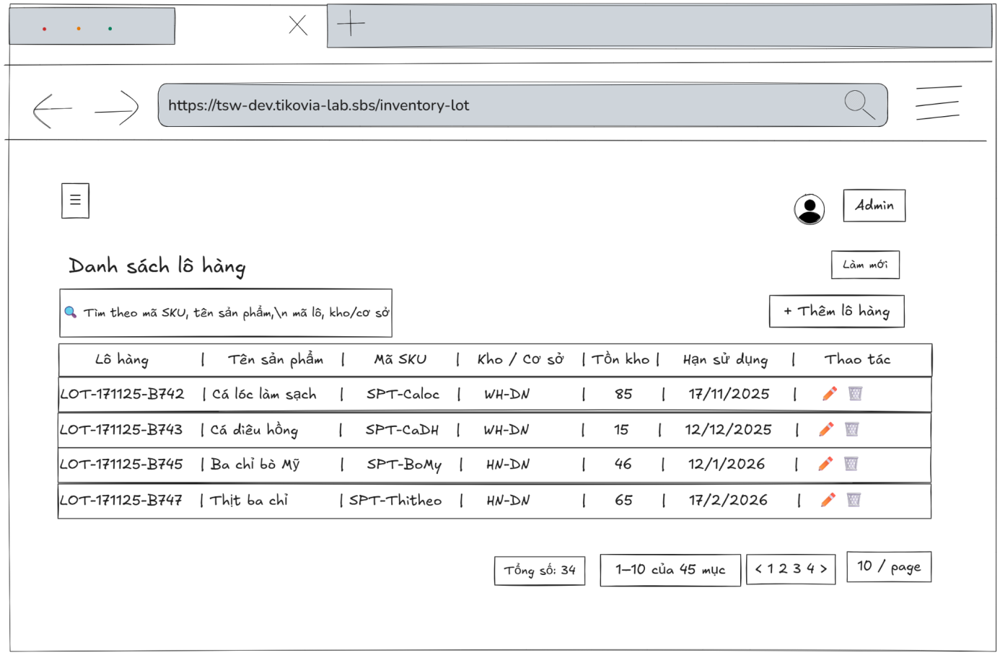 https://tsw-dev.tikovia-lab.sbs/inventory-lot
Admin
Danh sách lô hàng
Làm mới
Tìm theo mã SKU, tên sản phẩm,\n mã lô, kho/cơ sở
+ Thêm lô hàng
Lô hàng | Tên sản phẩm | Mã SKU | Kho / Cơ sở | Tồn kho | Hạn sử dụng | Thao tác
LOT-171125-B742 | Cá lóc làm sạch | SPT-Caloc | WH-DN | 85 | 17/11/2025 |
LOT-171125-B743 | Cá diêu hồng | SPT-CaDH | WH-DN | 15 | 12/12/2025 |
LOT-171125-B745 | Ba chỉ bò Mỹ | SPT-BoMy | HN-DN | 46 | 12/1/2026 |
LOT-171125-B747 | Thịt ba chỉ | SPT-Thitheo | HN-DN | 65 | 17/2/2026 |
Tổng số: 34
1–10 của 45 mục
< 1 2 3 4 >
10 / page